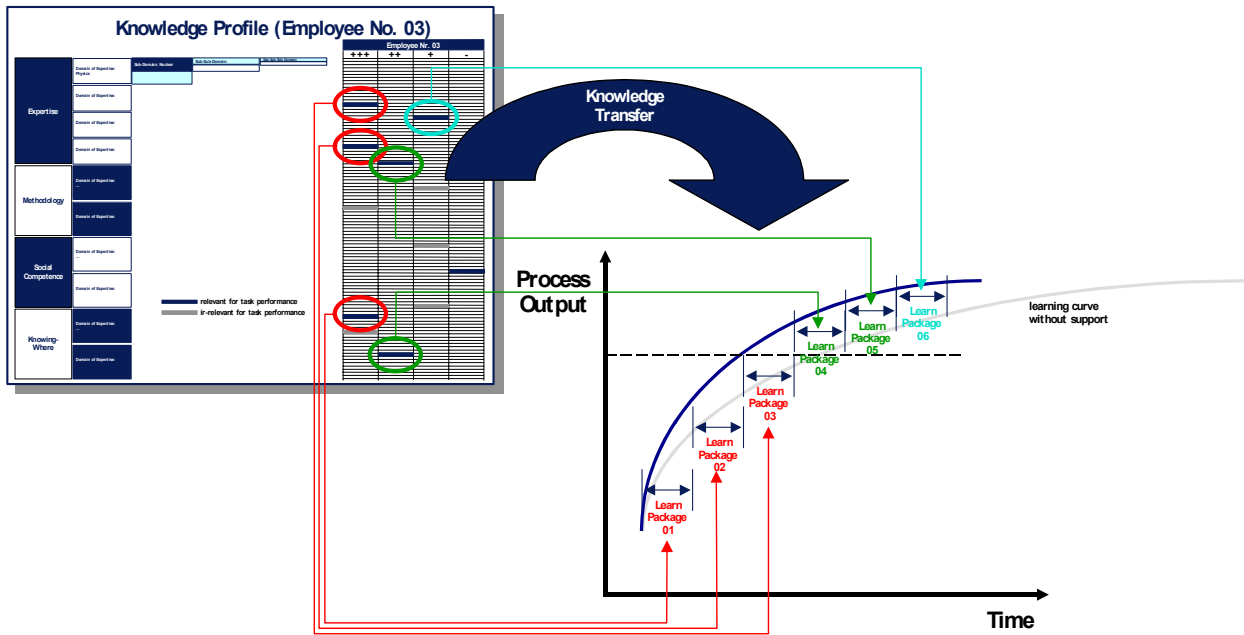 Knowledge Profile (Employee No. 03)
Employee Nr. 03
+++ ++ + -
Expertise
Domain of Expertise:
Physics
Sub-Domain: Nuclear
Sub-Sub-Domain:
Domain of Expertise:
Domain of Expertise:
Domain of Expertise:
Methodology
Domain of Expertise:
...
Domain of Expertise:
Social
Competence
Domain of Expertise:
...
Domain of Expertise:
Knowing-
Where
Domain of Expertise:
...
Domain of Expertise:
relevant for task performance
ir-relevant for task performance
Knowledge
Transfer
Process
Output
Learn
Package
01
Learn
Package
02
Learn
Package
03
Learn
Package
04
Learn
Package
05
Learn
Package
06
learning curve
without support
Time